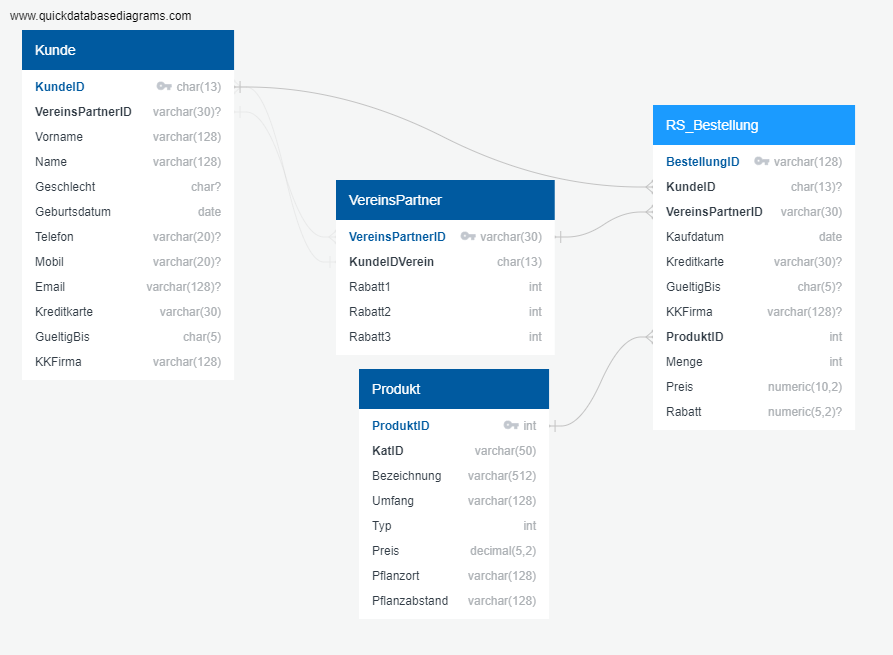 www.quickdatabasediagrams.com
Kunde
KundeID char(13)
VereinsPartnerID varchar(30)?
Vorname varchar(128)
Name varchar(128)
Geschlecht char?
Geburtsdatum date
Telefon varchar(20)?
Mobil varchar(20)?
Email varchar(128)?
Kreditkarte varchar(30)
GueltigBis char(5)
KKFirma varchar(128)
VereinsPartner
VereinsPartnerID varchar(30)
KundeIDVerein char(13)
Rabatt1 int
Rabatt2 int
Rabatt3 int
Produkt
ProduktID int
KatID varchar(50)
Bezeichnung varchar(512)
Umfang varchar(128)
Typ int
Preis decimal(5,2)
Pflanzort varchar(128)
Pflanzabstand varchar(128)
RS_Bestellung
BestellungID varchar(128)
KundeID char(13)?
VereinsPartnerID varchar(30)
Kaufdatum date
Kreditkarte varchar(30)?
GueltigBis char(5)?
KKFirma varchar(128)?
ProduktID int
Menge int
Preis numeric(10,2)
Rabatt numeric(5,2)?